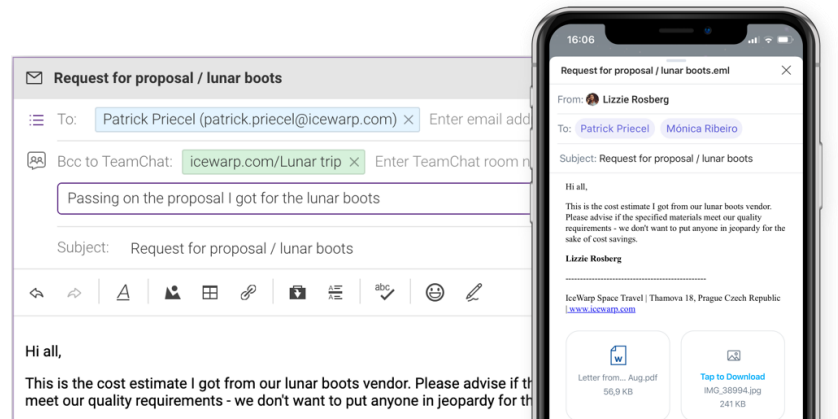 Request for proposal / lunar boots
To: Patrick Priecel (patrick.priecel@icewarp.com) Enter email add
Bcc to TeamChat: icewarp.com/Lunar trip Enter TeamChat room n
Passing on the proposal I got for the lunar boots
Subject: Request for proposal / lunar boots
A
abc
Hi all,
This is the cost estimate I got from our lunar boots vendor. Please advise if th
meet our quality requirements - we don't want to put anyone in jeopardy for th
16:06
Request for proposal / lunar boots.eml
From: Lizzie Rosberg
To: Patrick Priecel Mónica Ribeiro
Subject: Request for proposal / lunar boots
Hi all,
This is the cost estimate I got from our lunar boots vendor.
Please advise if the specified materials meet our quality
requirements - we don't want to put anyone in jeopardy for the
sake of cost savings.
Lizzie Rosberg
------------------------------------------------
IceWarp Space Travel | Thamova 18, Prague Czech Republic
| www.icewarp.com
W
Letter from... Aug.pdf
56,9 KB
Tap to Download
IMG_38994.jpg
241 KB